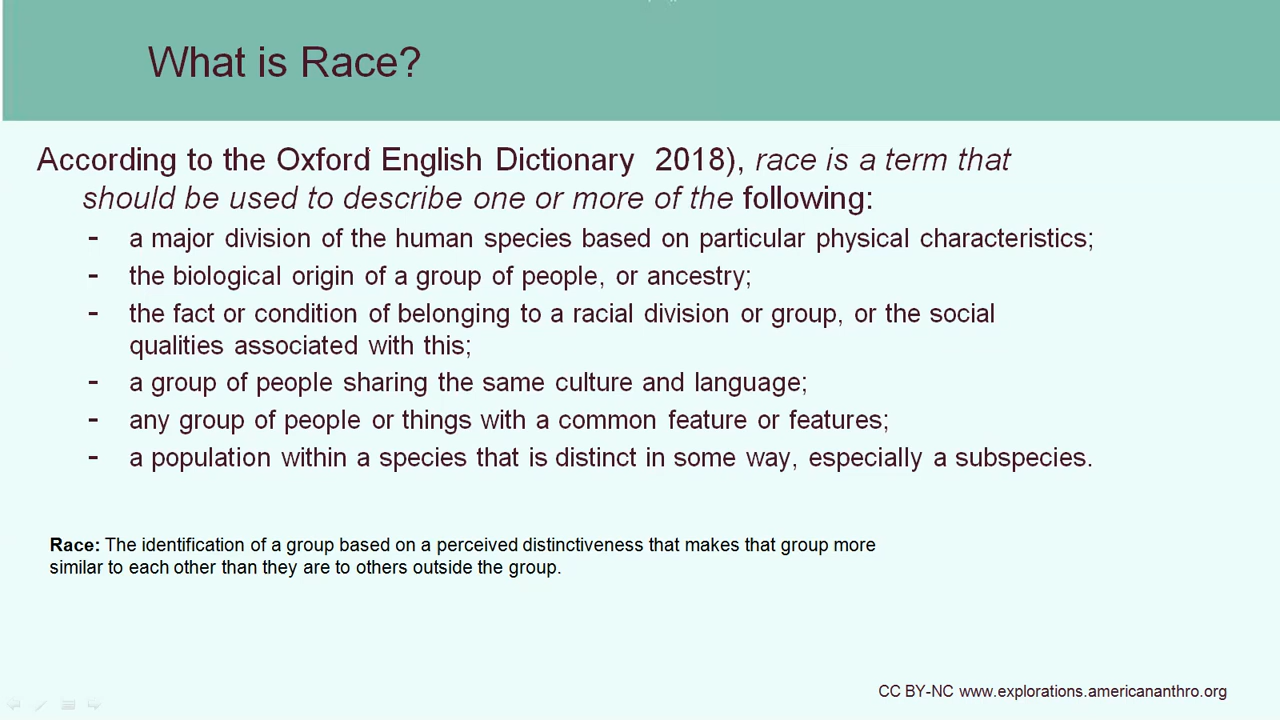 What is Race?
According to the Oxford English Dictionary 2018), race is a term that
should be used to describe one or more of the following:
- a major division of the human species based on particular physical characteristics;
- the biological origin of a group of people, or ancestry;
- the fact or condition of belonging to a racial division or group, or the social
qualities associated with this;
- a group of people sharing the same culture and language;
- any group of people or things with a common feature or features;
- a population within a species that is distinct in some way, especially a subspecies.
Race: The identification of a group based on a perceived distinctiveness that makes that group more
similar to each other than they are to others outside the group.
CC BY-NC www.explorations.americananthro.org